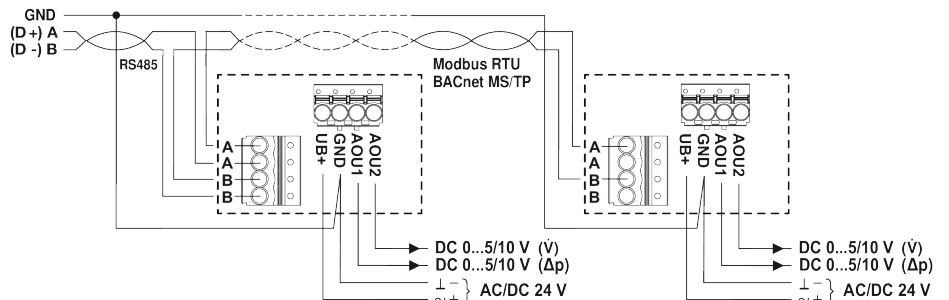 GND
(D +) A
(D -) B
RS485
Modbus RTU
BACnet MS/TP
A
A
B
B
UB+
GND
AOU1
AOU2
DC 0...5/10 V (V̇)
DC 0...5/10 V (Δp)
⊥ −
AC/DC 24 V
~/+
A
A
B
B
UB+
GND
AOU1
AOU2
DC 0...5/10 V (V̇)
DC 0...5/10 V (Δp)
⊥ −
AC/DC 24 V
~/+